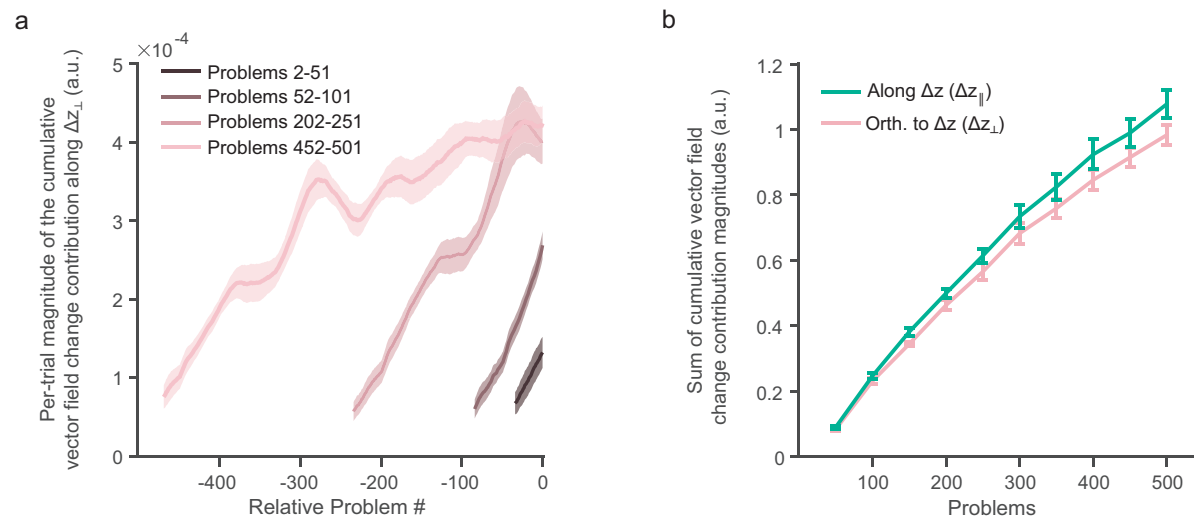 a
Per-trial magnitude of the cumulative
vector field change contribution along Δz⊥ (a.u.)
×10⁻⁴
5
4
3
2
1
0
Problems 2-51
Problems 52-101
Problems 202-251
Problems 452-501
-400
-300
-200
-100
0
Relative Problem #
b
Sum of cumulative vector field
change contribution magnitudes (a.u.)
1.2
1
0.8
0.6
0.4
0.2
0
Along Δz (Δz∥)
Orth. to Δz (Δz⊥)
100
200
300
400
500
Problems